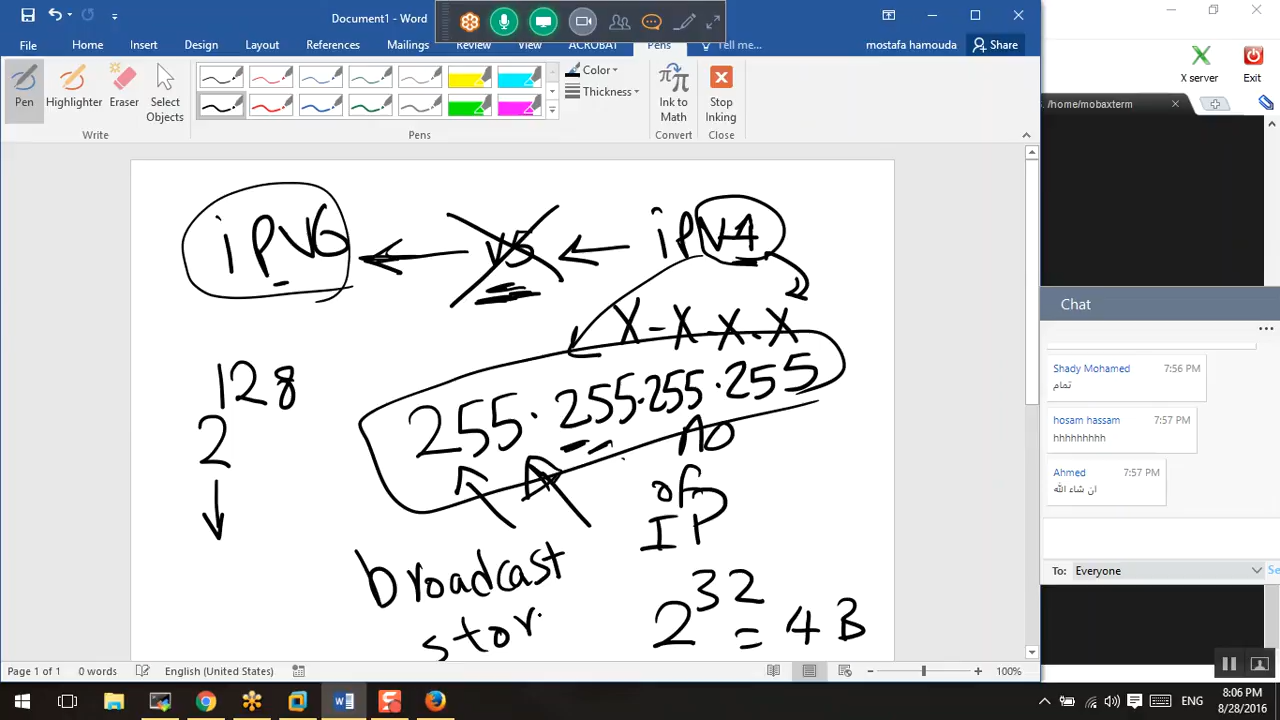 Document1 - Word
File Home Insert Design Layout References Mailings Review View ACROBAT Pens Tell me...
mostafa hamouda Share
Pen Highlighter Eraser Select Objects
Color Thickness
Ink to Math Stop Inking
Write Pens Convert Close
X server Exit
/home/mobaxterm
iPV6 V5 iPV4
X - X . X . X
255.255.255.255
128
2
no
of
IP
broadcast
stor
2^32 = 4 B
Chat
Shady Mohamed 7:56 PM
تمام
hosam hassam 7:57 PM
ههههههههه
Ahmed 7:57 PM
ان شاء الله
To: Everyone
Page 1 of 1 0 words English (United States) 100%
ENG 8:06 PM
8/28/2016